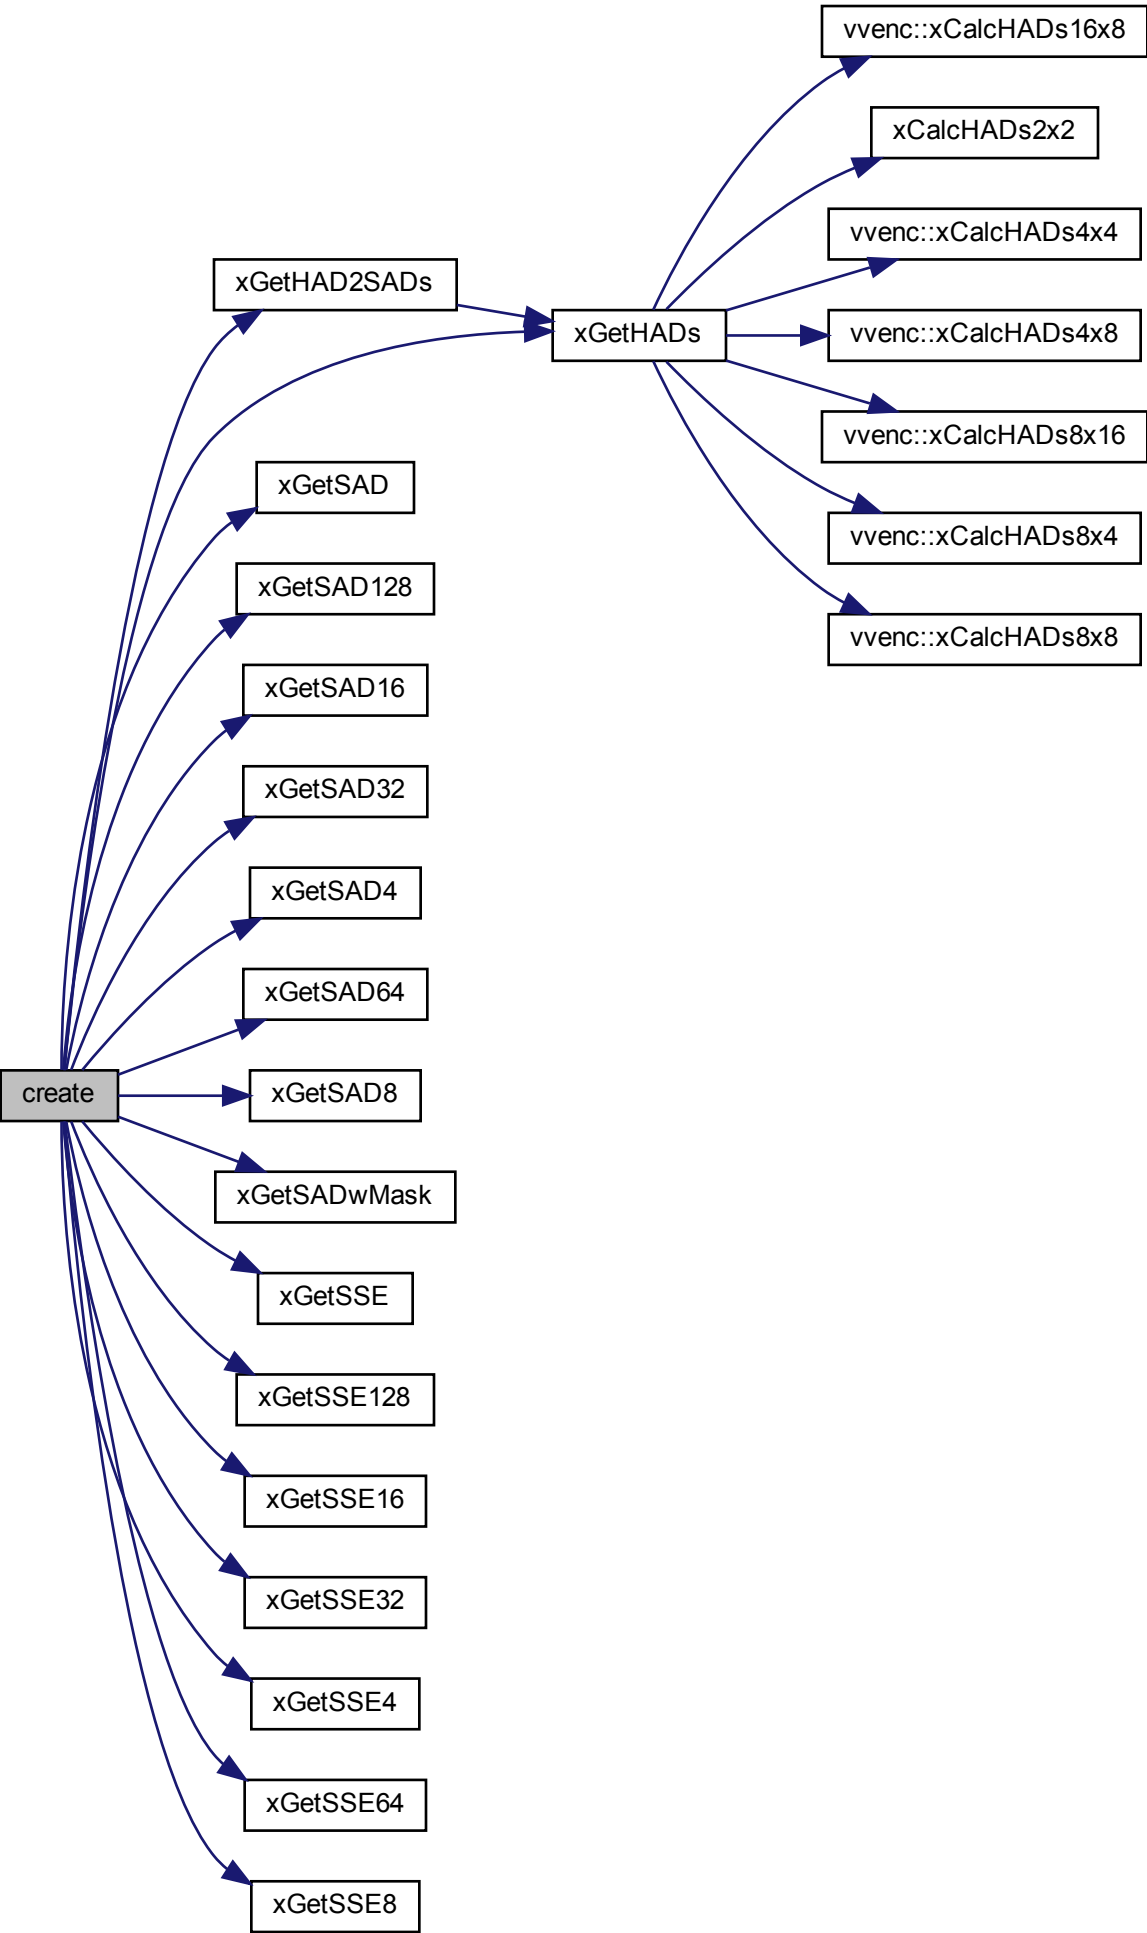 vvenc::xCalcHADs16x8
xCalcHADs2x2
vvenc::xCalcHADs4x4
xGetHAD2SADs
xGetHADs
vvenc::xCalcHADs4x8
vvenc::xCalcHADs8x16
xGetSAD
vvenc::xCalcHADs8x4
xGetSAD128
vvenc::xCalcHADs8x8
xGetSAD16
xGetSAD32
xGetSAD4
xGetSAD64
create
xGetSAD8
xGetSADwMask
xGetSSE
xGetSSE128
xGetSSE16
xGetSSE32
xGetSSE4
xGetSSE64
xGetSSE8